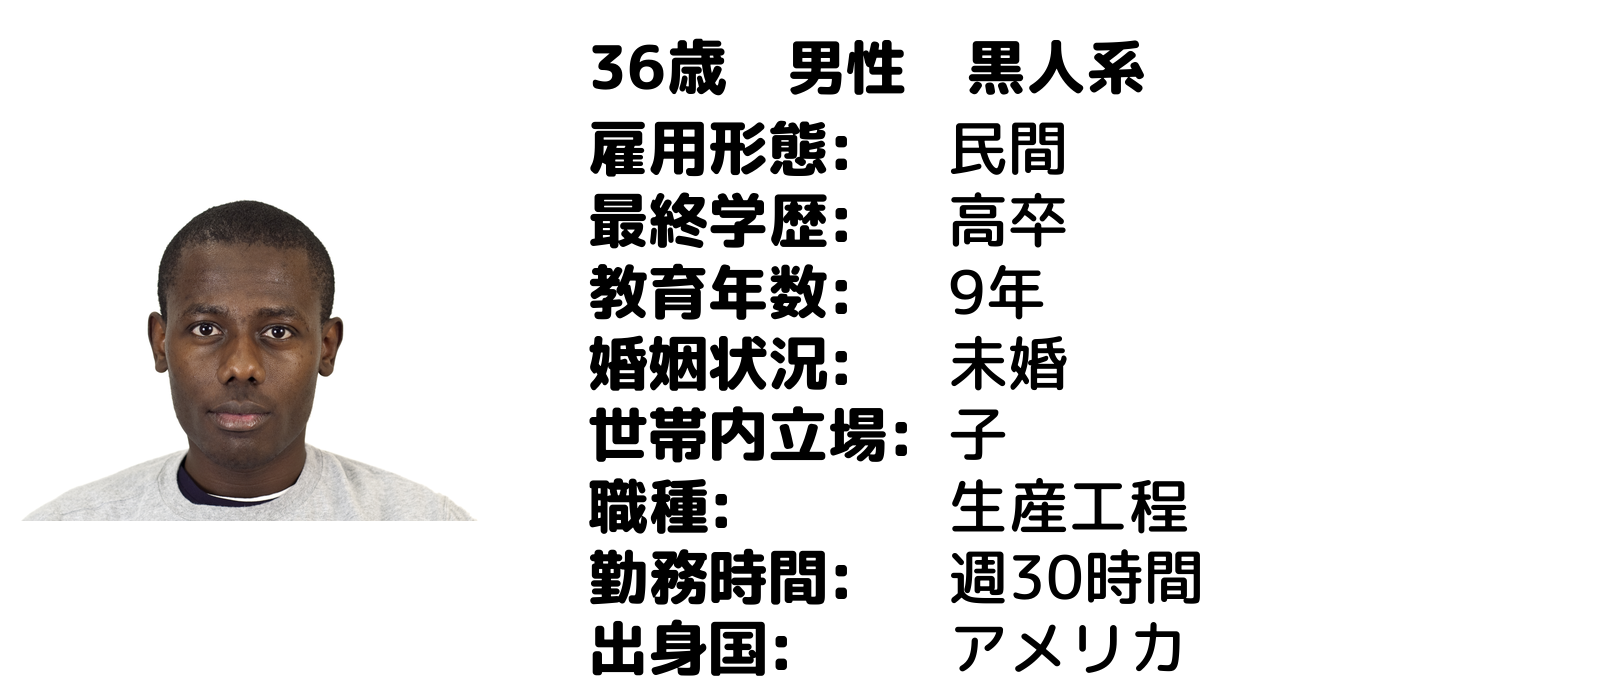 36歳　男性　黒人系
雇用形態:　民間
最終学歴:　高卒
教育年数:　9年
婚姻状況:　未婚
世帯内立場:　子
職種:　生産工程
勤務時間:　週30時間
出身国:　アメリカ